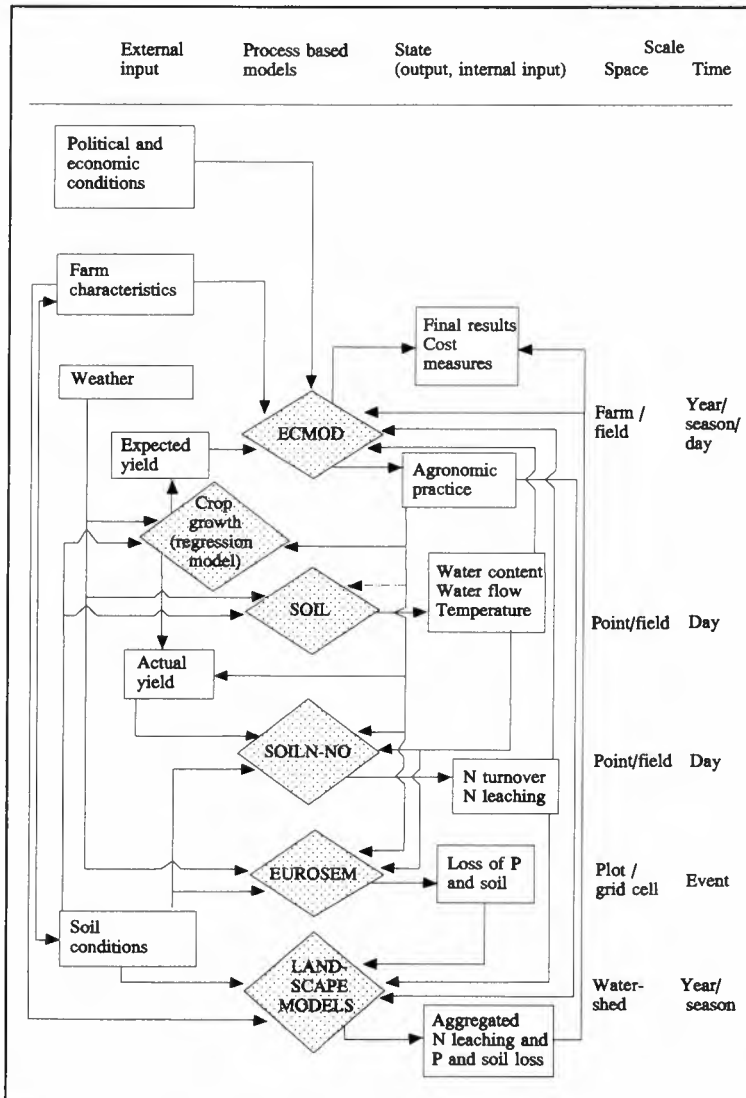 External
input
Process based
models
State
(output, internal input)
Scale
Space
Time
Political and
economic
conditions
Farm
characteristics
Final results
Cost
measures
Weather
ECMOD
Farm /
field
Year/
season/
day
Expected
yield
Agronomic
practice
Crop
growth
(regression
model)
Water content
Water flow
Temperature
SOIL
Point/field
Day
Actual
yield
SOILN-NO
N turnover
N leaching
Point/field
Day
EUROSEM
Loss of P
and soil
Plot /
grid cell
Event
Soil
conditions
LAND-
SCAPE
MODELS
Water-
shed
Year/
season
Aggregated
N leaching and
P and soil loss